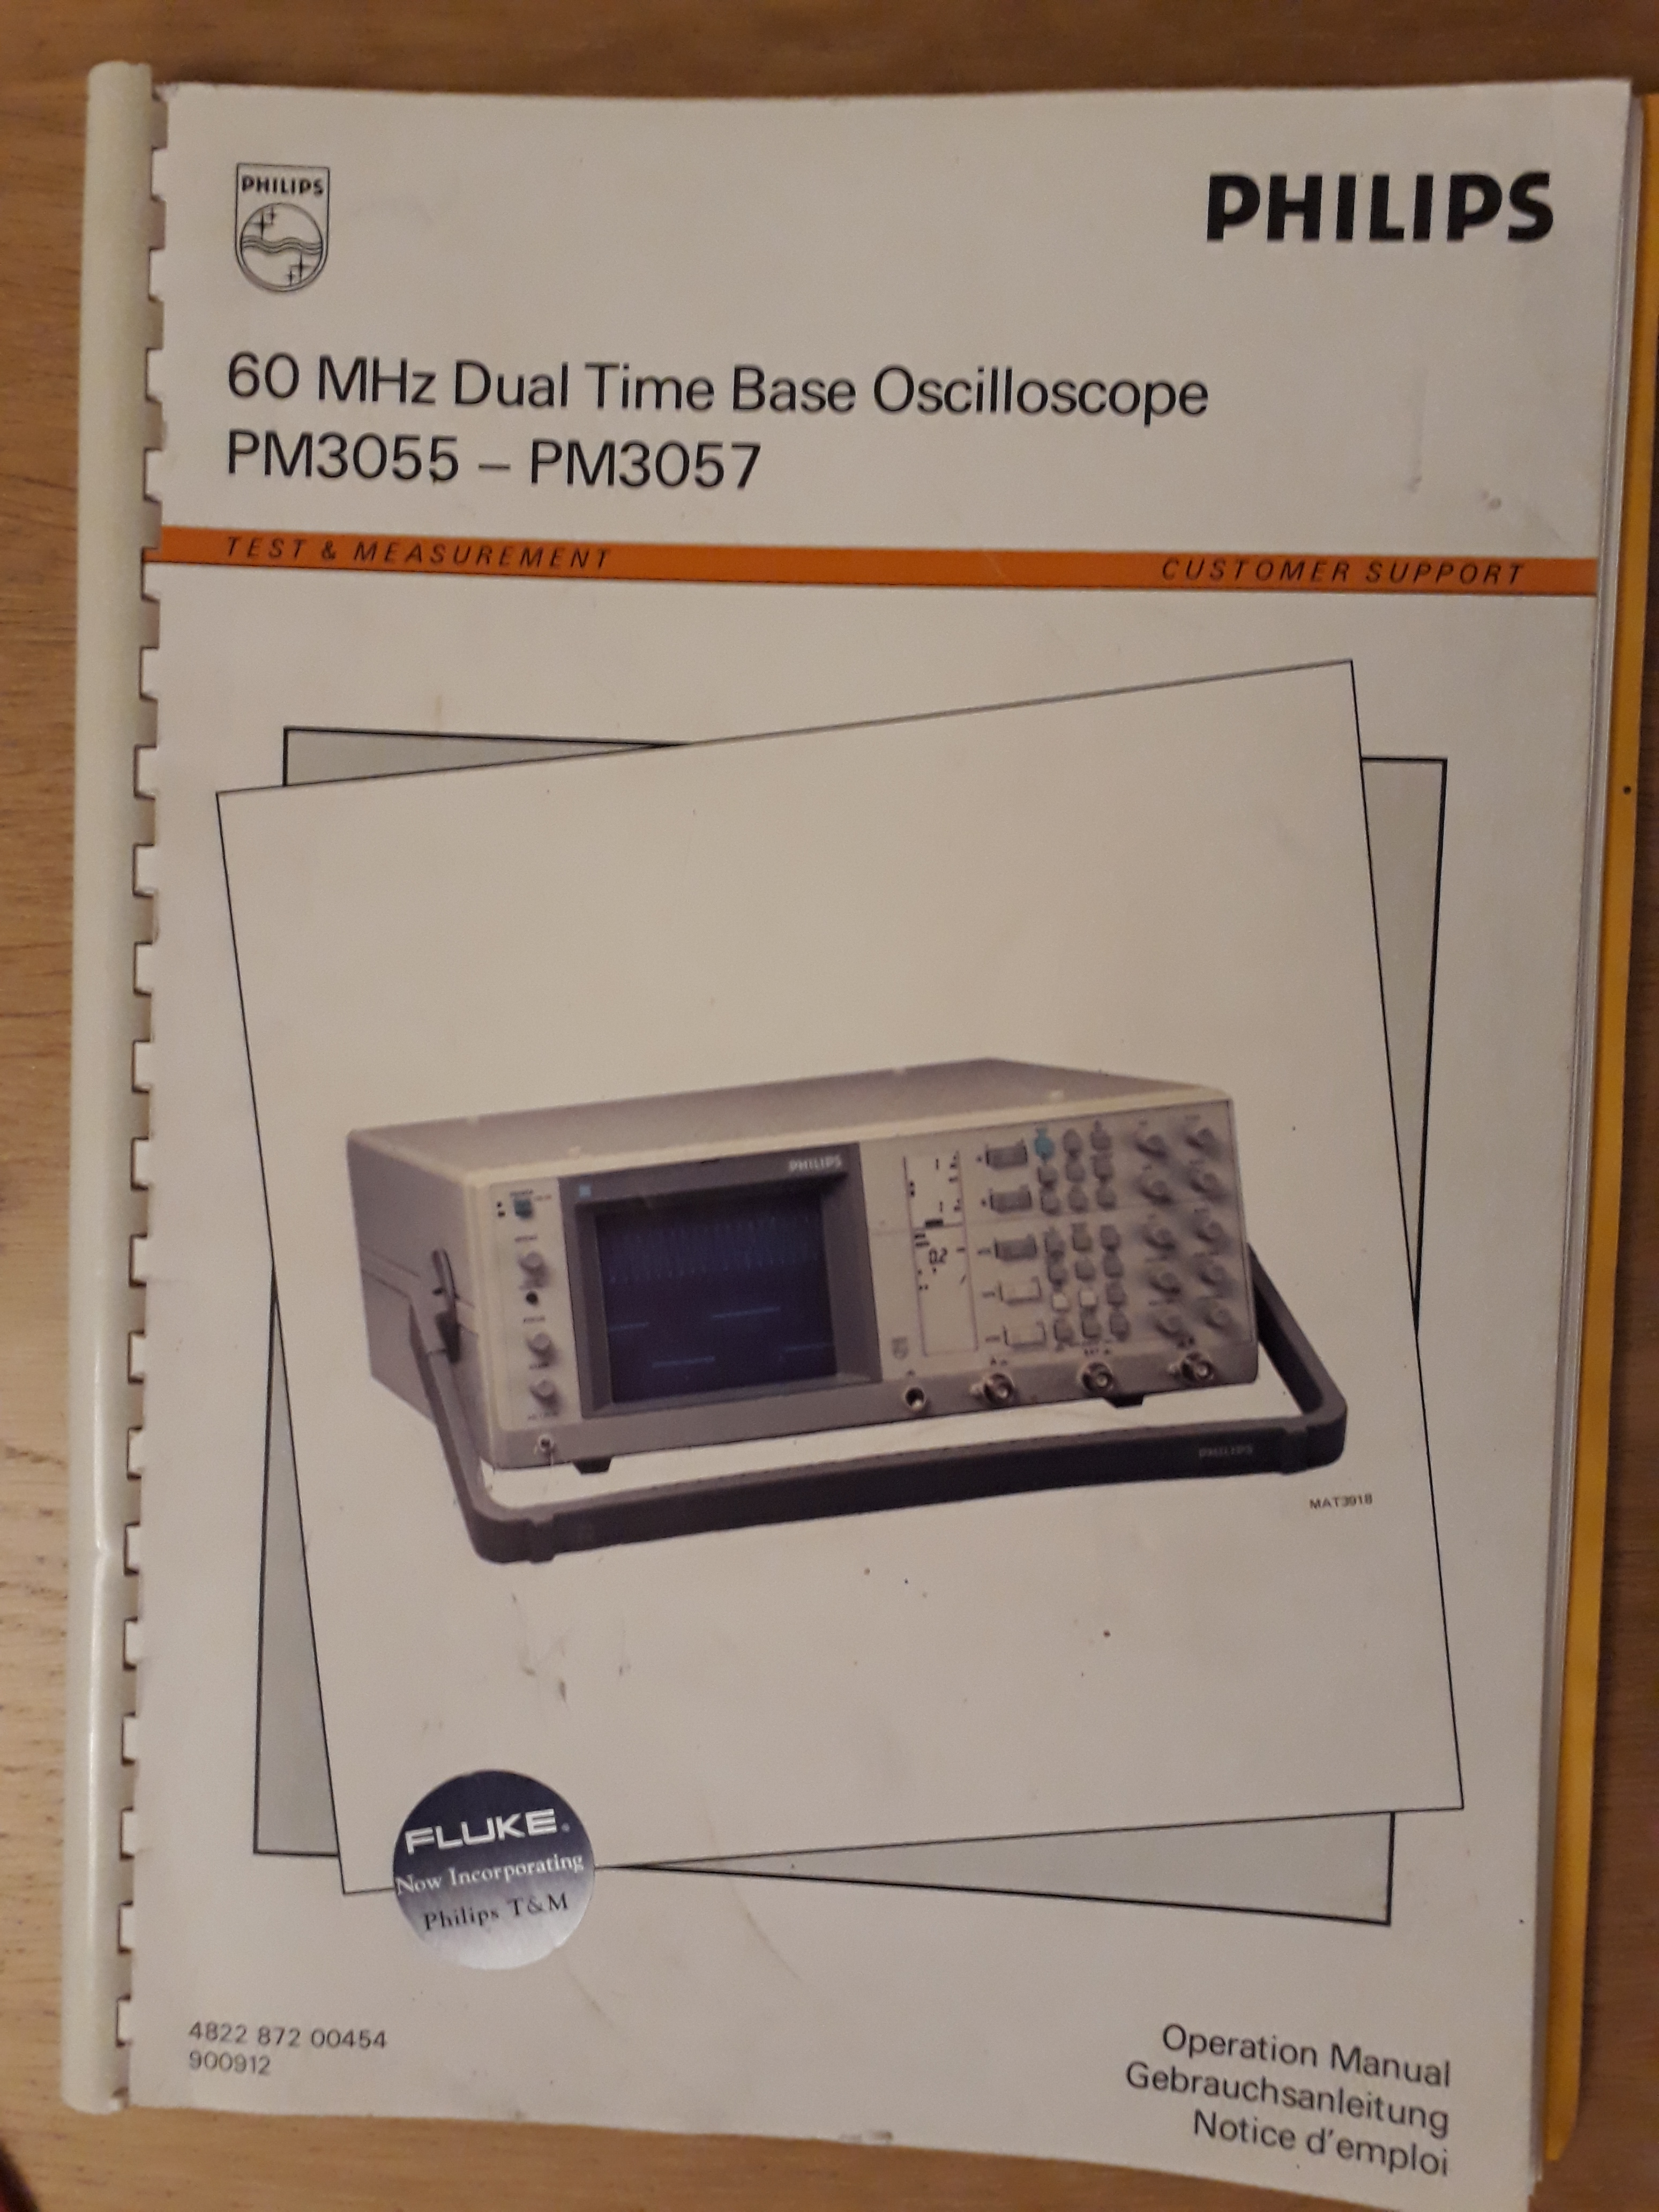 PHILIPS
PHILIPS
60 MHz Dual Time Base Oscilloscope
PM3055 – PM3057
TEST & MEASUREMENT
CUSTOMER SUPPORT
PHILIPS
0.2
PHILIPS
MAT3918
FLUKE®
Now Incorporating
Philips T&M
4822 872 00454
900912
Operation Manual
Gebrauchsanleitung
Notice d'emploi